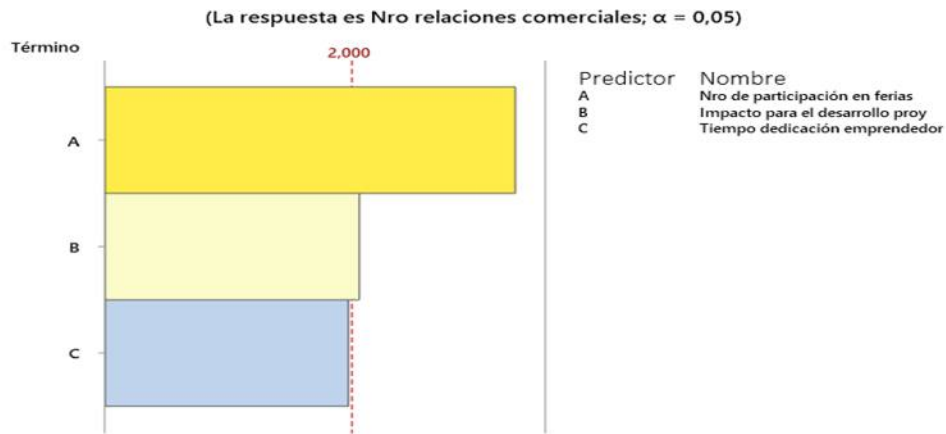 (La respuesta es Nro relaciones comerciales; α = 0,05)
Término
2,000
A
B
C
Predictor Nombre
A Nro de participación en ferias
B Impacto para el desarrollo proy
C Tiempo dedicación emprendedor